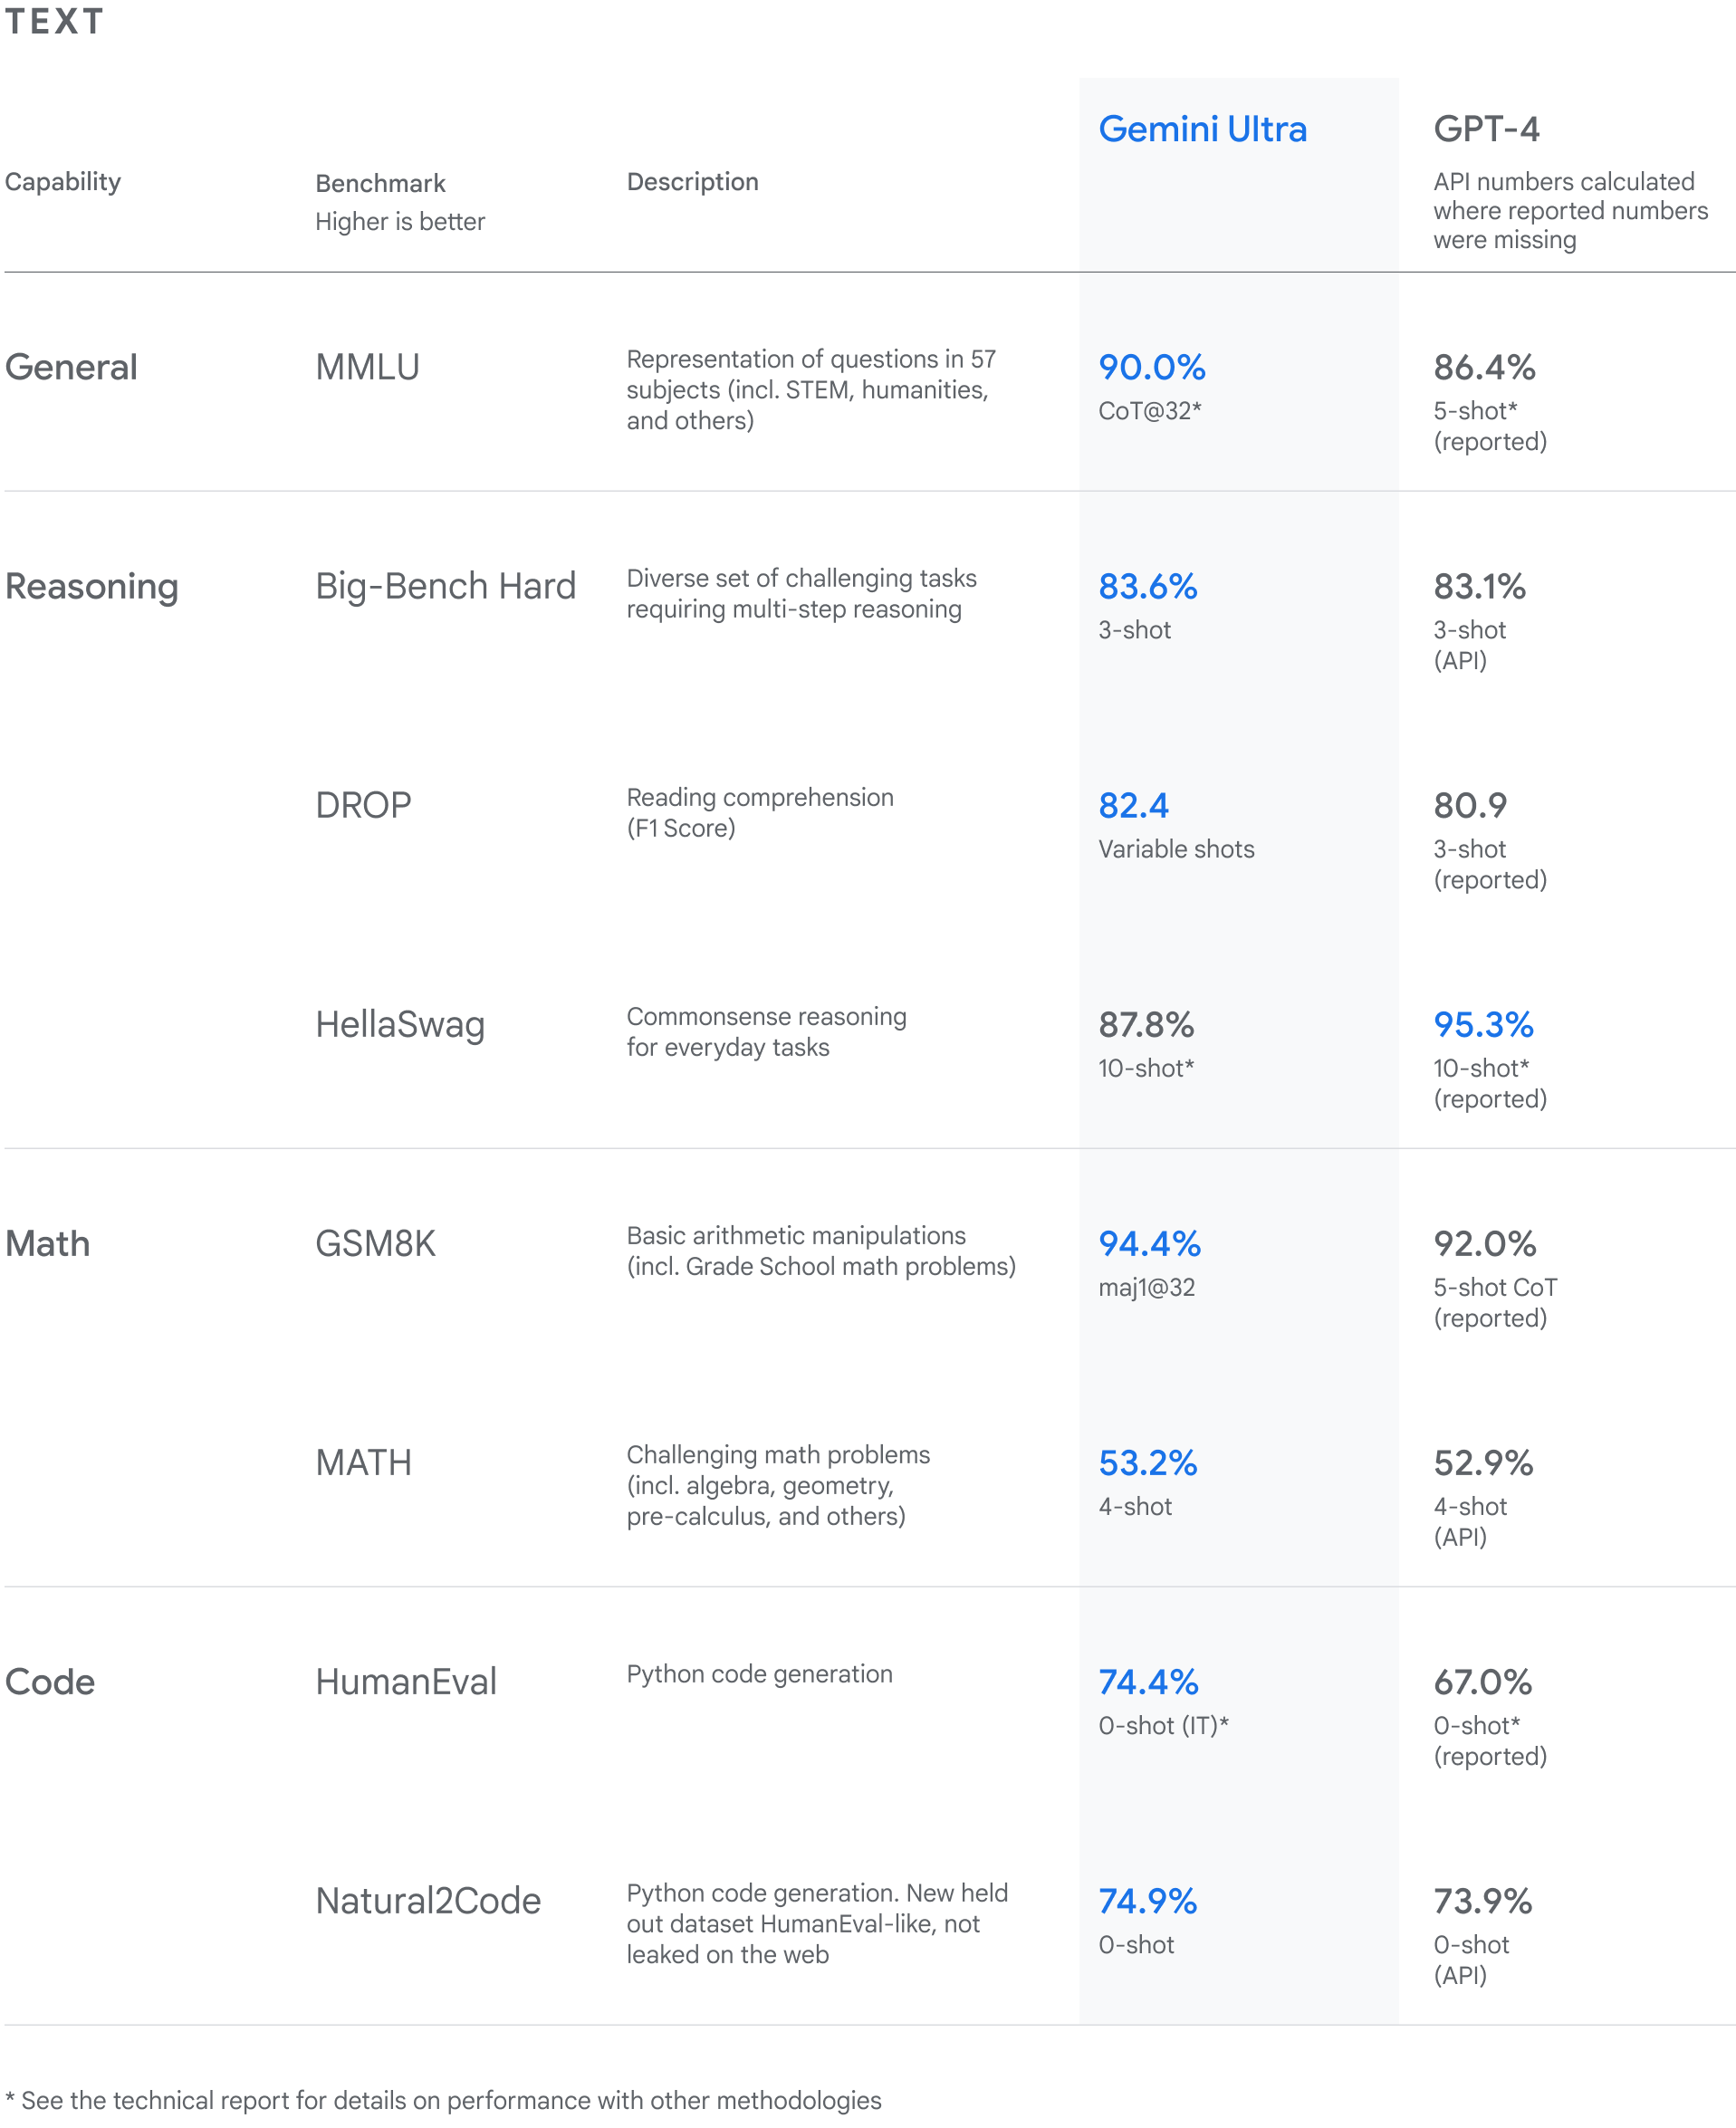 TEXT
Gemini Ultra
GPT-4
Capability
Benchmark
Higher is better
Description
API numbers calculated
where reported numbers
were missing
General
MMLU
Representation of questions in 57
subjects (incl. STEM, humanities,
and others)
90.0%
CoT@32*
86.4%
5-shot*
(reported)
Reasoning
Big-Bench Hard
Diverse set of challenging tasks
requiring multi-step reasoning
83.6%
3-shot
83.1%
3-shot
(API)
DROP
Reading comprehension
(F1 Score)
82.4
Variable shots
80.9
3-shot
(reported)
HellaSwag
Commonsense reasoning
for everyday tasks
87.8%
10-shot*
95.3%
10-shot*
(reported)
Math
GSM8K
Basic arithmetic manipulations
(incl. Grade School math problems)
94.4%
maj1@32
92.0%
5-shot CoT
(reported)
MATH
Challenging math problems
(incl. algebra, geometry,
pre-calculus, and others)
53.2%
4-shot
52.9%
4-shot
(API)
Code
HumanEval
Python code generation
74.4%
0-shot (IT)*
67.0%
0-shot*
(reported)
Natural2Code
Python code generation. New held
out dataset HumanEval-like, not
leaked on the web
74.9%
0-shot
73.9%
0-shot
(API)
* See the technical report for details on performance with other methodologies